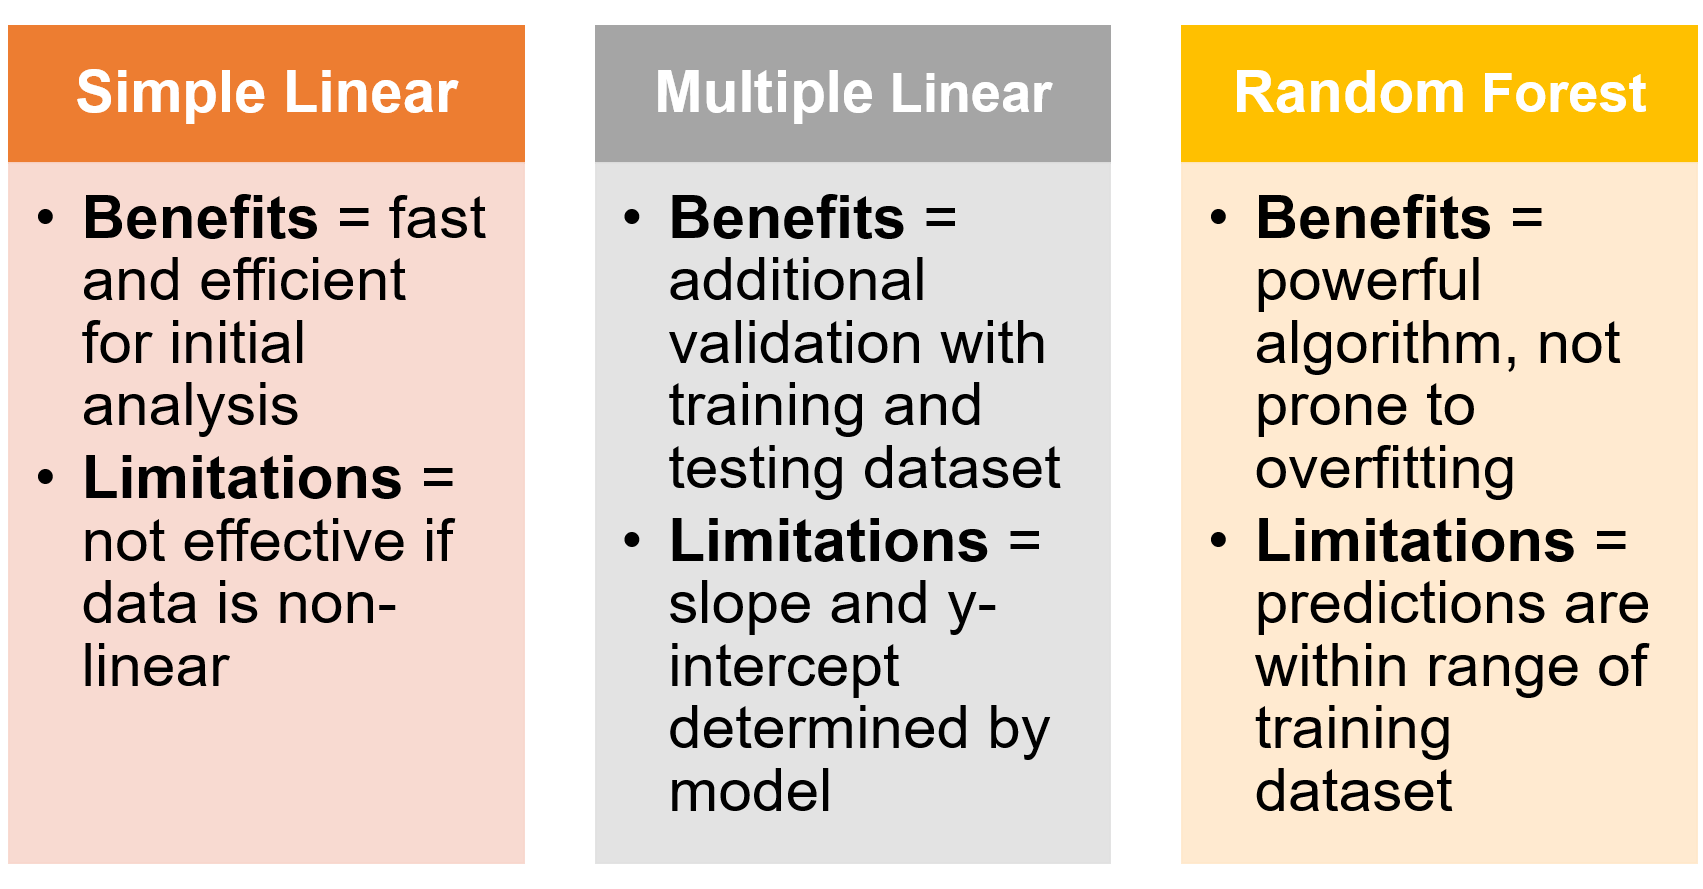 Simple Linear
• Benefits = fast
and efficient
for initial
analysis
• Limitations =
not effective if
data is non-
linear
Multiple Linear
• Benefits =
additional
validation with
training and
testing dataset
• Limitations =
slope and y-
intercept
determined by
model
Random Forest
• Benefits =
powerful
algorithm, not
prone to
overfitting
• Limitations =
predictions are
within range of
training
dataset